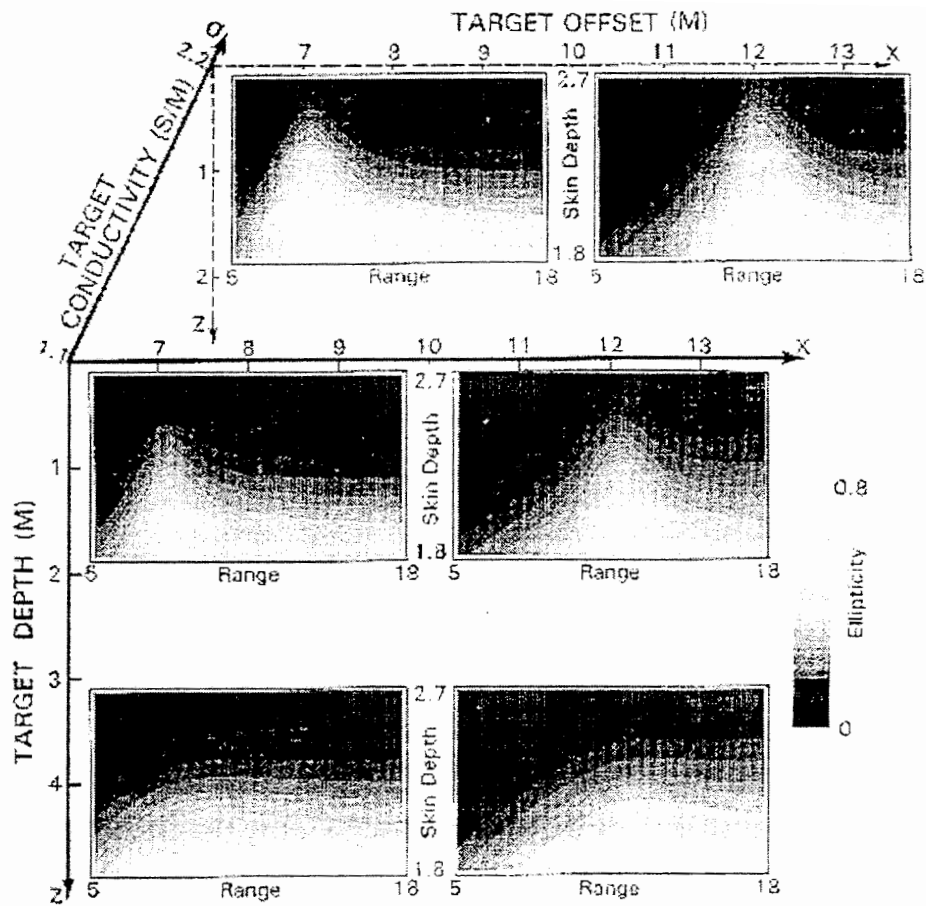 TARGET OFFSET (M)
σ
2.2
7 8 9 10 11 12 13 X
TARGET
CONDUCTIVITY (S/M)
1
2
Z
2.7
Skin Depth
1.8
5 Range 18
5 Range 18
7 8 9 10 11 12 13 X
TARGET DEPTH (M)
1
2
3
4
Z
2.7
Skin Depth
1.8
5 Range 18
5 Range 18
0.8
Ellipticity
0
2.7
Skin Depth
1.8
5 Range 18
5 Range 18